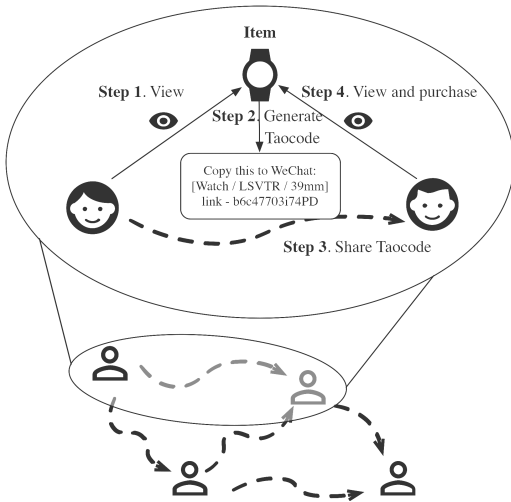 Item
Step 1. View
Step 4. View and purchase
Step 2. Generate
Taocode
Copy this to WeChat:
[Watch / LSVTR / 39mm]
link - b6c47703i74PD
Step 3. Share Taocode